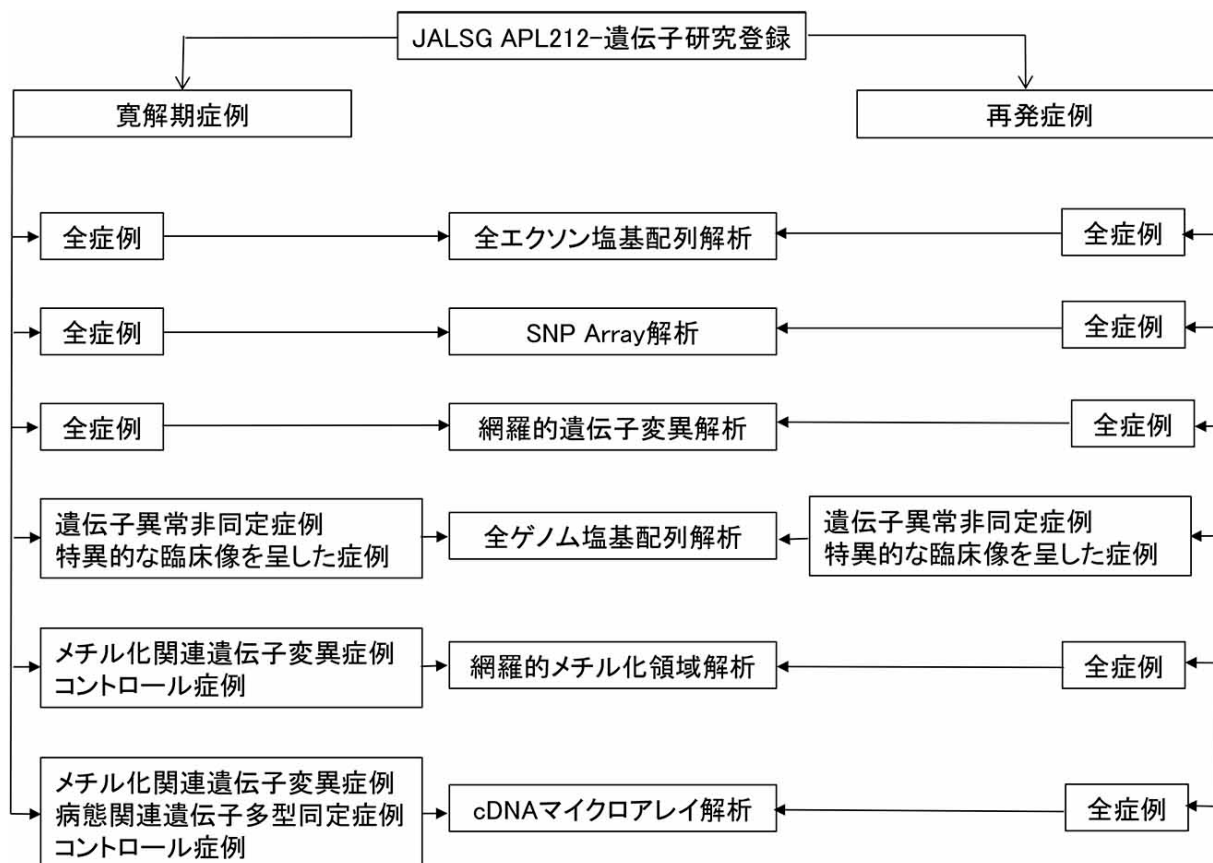 JALSG APL212-遺伝子研究登録
寛解期症例
再発症例
全症例
全エクソン塩基配列解析
全症例
全症例
SNP Array解析
全症例
全症例
網羅的遺伝子変異解析
全症例
遺伝子異常非同定症例
特異的な臨床像を呈した症例
全ゲノム塩基配列解析
遺伝子異常非同定症例
特異的な臨床像を呈した症例
メチル化関連遺伝子変異症例
コントロール症例
網羅的メチル化領域解析
全症例
メチル化関連遺伝子変異症例
病態関連遺伝子多型同定症例
コントロール症例
cDNAマイクロアレイ解析
全症例